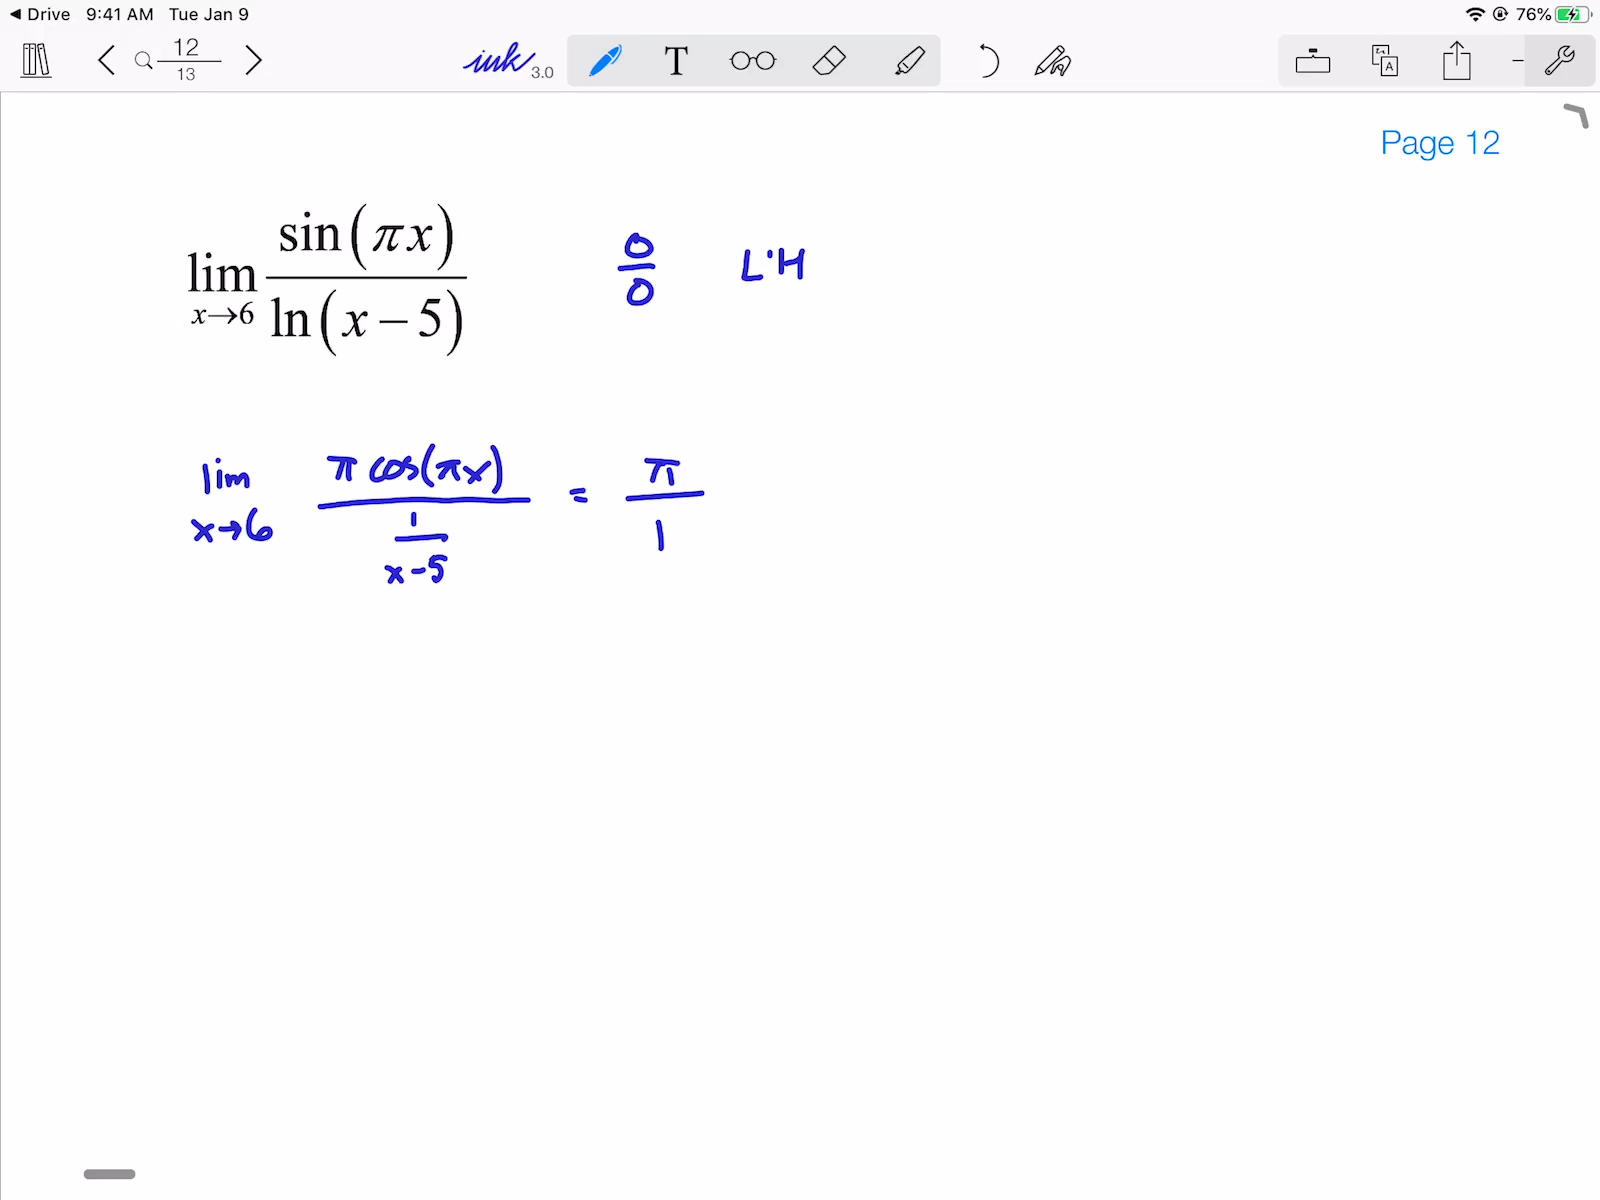 ◀ Drive 9:41 AM Tue Jan 9 76%
12
13
ink 3.0 T A
Page 12
lim x→6 sin(πx) / ln(x − 5) 0/0 L'H
lim x→6 π cos(πx) / (1/(x−5)) = π/1